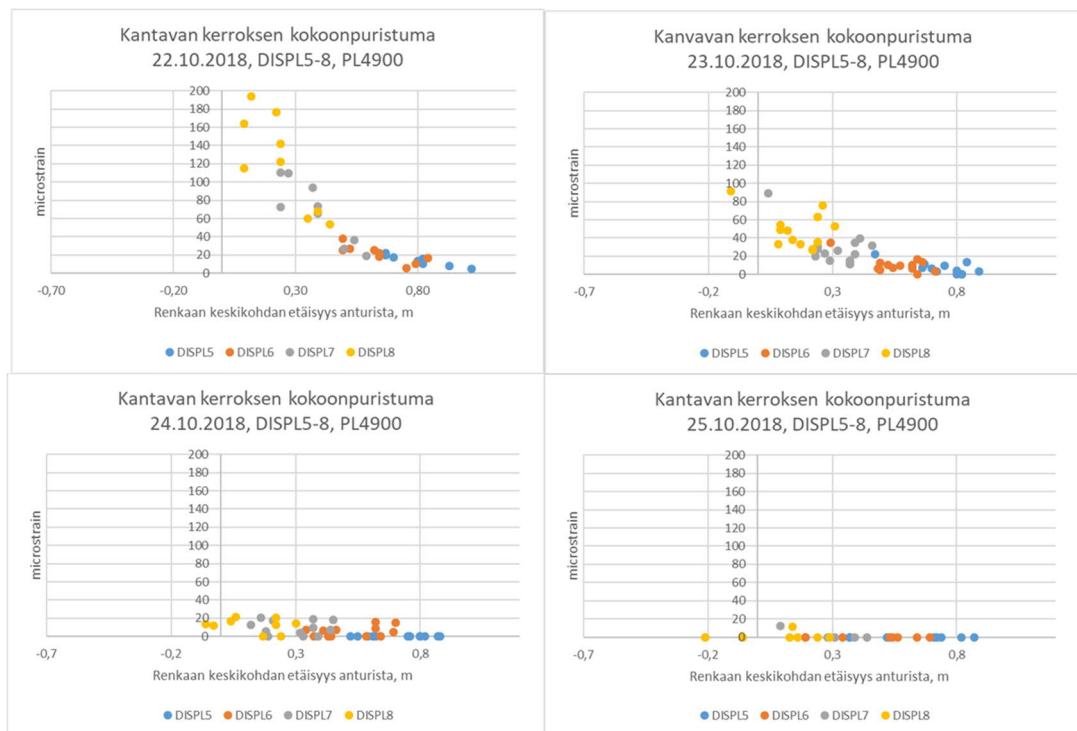 Kantavan kerroksen kokoonpuristuma
22.10.2018, DISPL5-8, PL4900
microstrain
200
180
160
140
120
100
80
60
40
20
0
-0,70 -0,20 0,30 0,80
Renkaan keskikohdan etäisyys anturista, m
DISPL5 DISPL6 DISPL7 DISPL8
Kanvavan kerroksen kokoonpuristuma
23.10.2018, DISPL5-8, PL4900
microstrain
200
180
160
140
120
100
80
60
40
20
0
-0,7 -0,2 0,3 0,8
Renkaan keskikohdan etäisyys anturista, m
DISPL5 DISPL6 DISPL7 DISPL8
Kantavan kerroksen kokoonpuristuma
24.10.2018, DISPL5-8, PL4900
microstrain
200
180
160
140
120
100
80
60
40
20
0
-0,7 -0,2 0,3 0,8
Renkaan keskikohdan etäisyys anturista, m
DISPL5 DISPL6 DISPL7 DISPL8
Kantavan kerroksen kokoonpuristuma
25.10.2018, DISPL5-8, PL4900
microstrain
200
180
160
140
120
100
80
60
40
20
0
-0,7 -0,2 0,3 0,8
Renkaan keskikohdan etäisyys anturista, m
DISPL5 DISPL6 DISPL7 DISPL8